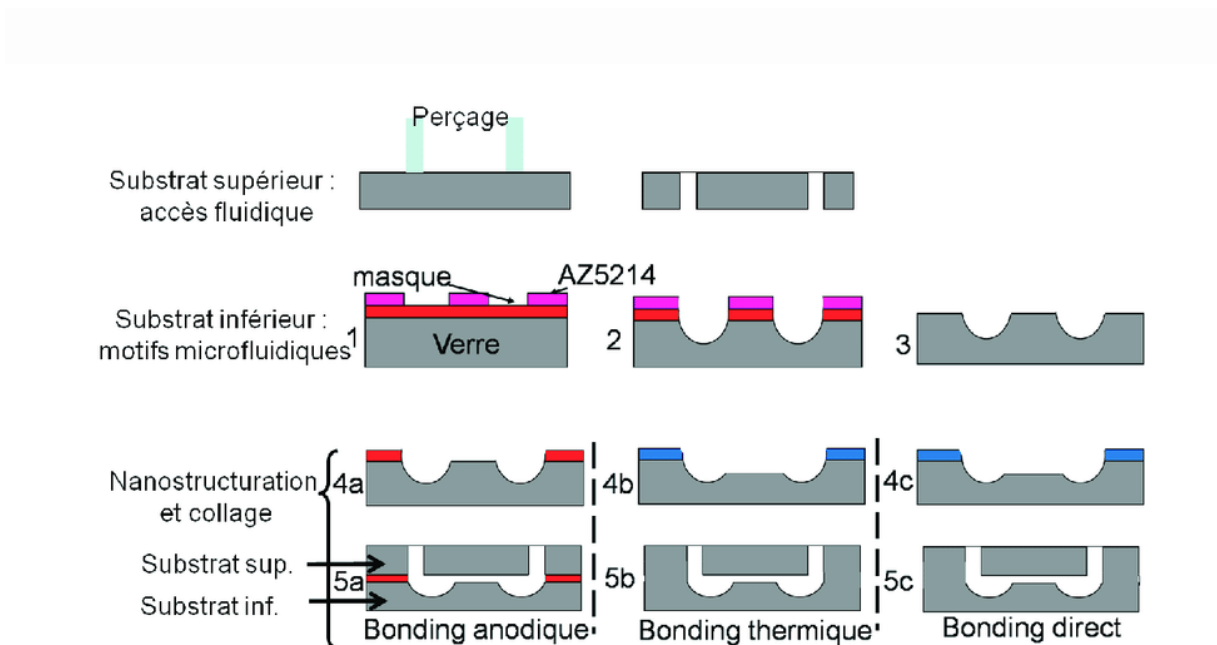 Perçage
Substrat supérieur :
accès fluidique
masque
AZ5214
Substrat inférieur :
motifs microfluidiques
1
Verre
2
3
Nanostructuration
et collage
4a
4b
4c
Substrat sup.
Substrat inf.
5a
5b
5c
Bonding anodique
Bonding thermique
Bonding direct